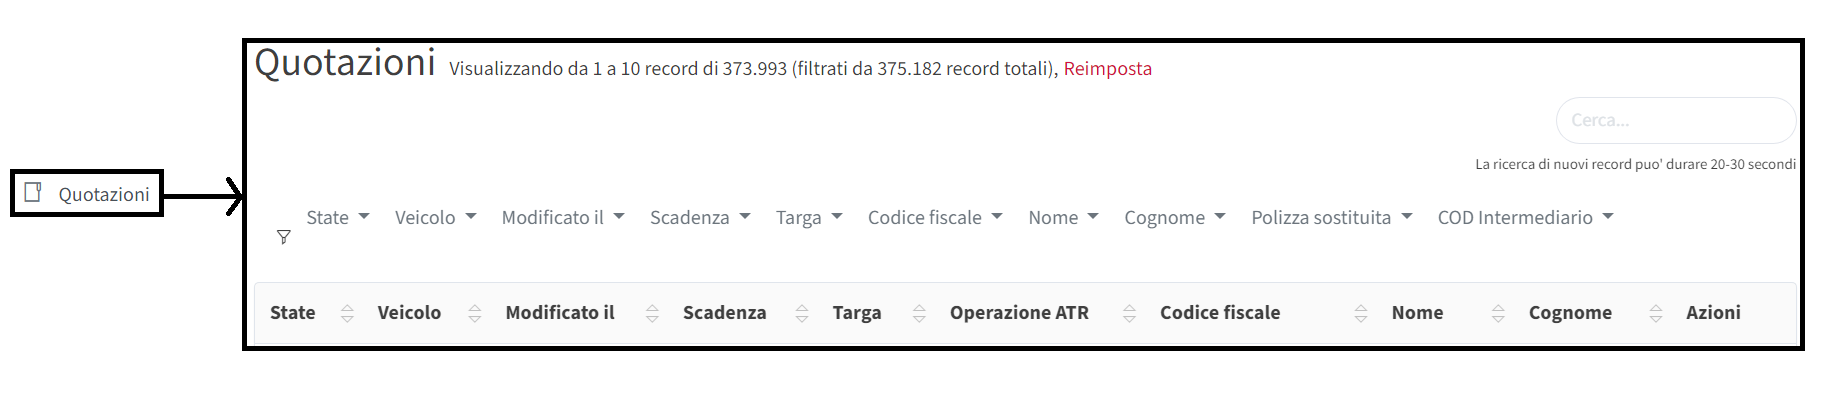 Quotazioni
Quotazioni Visualizzando da 1 a 10 record di 373.993 (filtrati da 375.182 record totali), Reimposta
Cerca...
La ricerca di nuovi record puo' durare 20-30 secondi
State Veicolo Modificato il Scadenza Targa Codice fiscale Nome Cognome Polizza sostituita COD Intermediario
State Veicolo Modificato il Scadenza Targa Operazione ATR Codice fiscale Nome Cognome Azioni